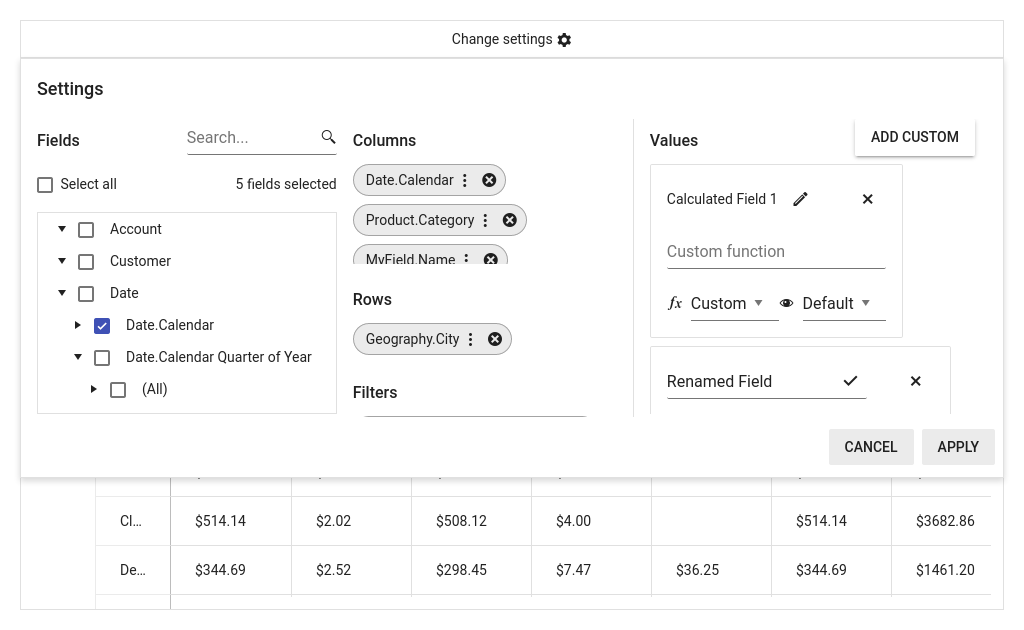 Change settings
Settings
Fields
Search...
Select all
5 fields selected
Account
Customer
Date
Date.Calendar
Date.Calendar Quarter of Year
(All)
Columns
Date.Calendar
Product.Category
MyField.Name
Rows
Geography.City
Filters
Values
ADD CUSTOM
Calculated Field 1
Custom function
fx Custom Default
Renamed Field
CANCEL APPLY
Cl... $514.14 $2.02 $508.12 $4.00 $514.14 $3682.86
De... $344.69 $2.52 $298.45 $7.47 $36.25 $344.69 $1461.20